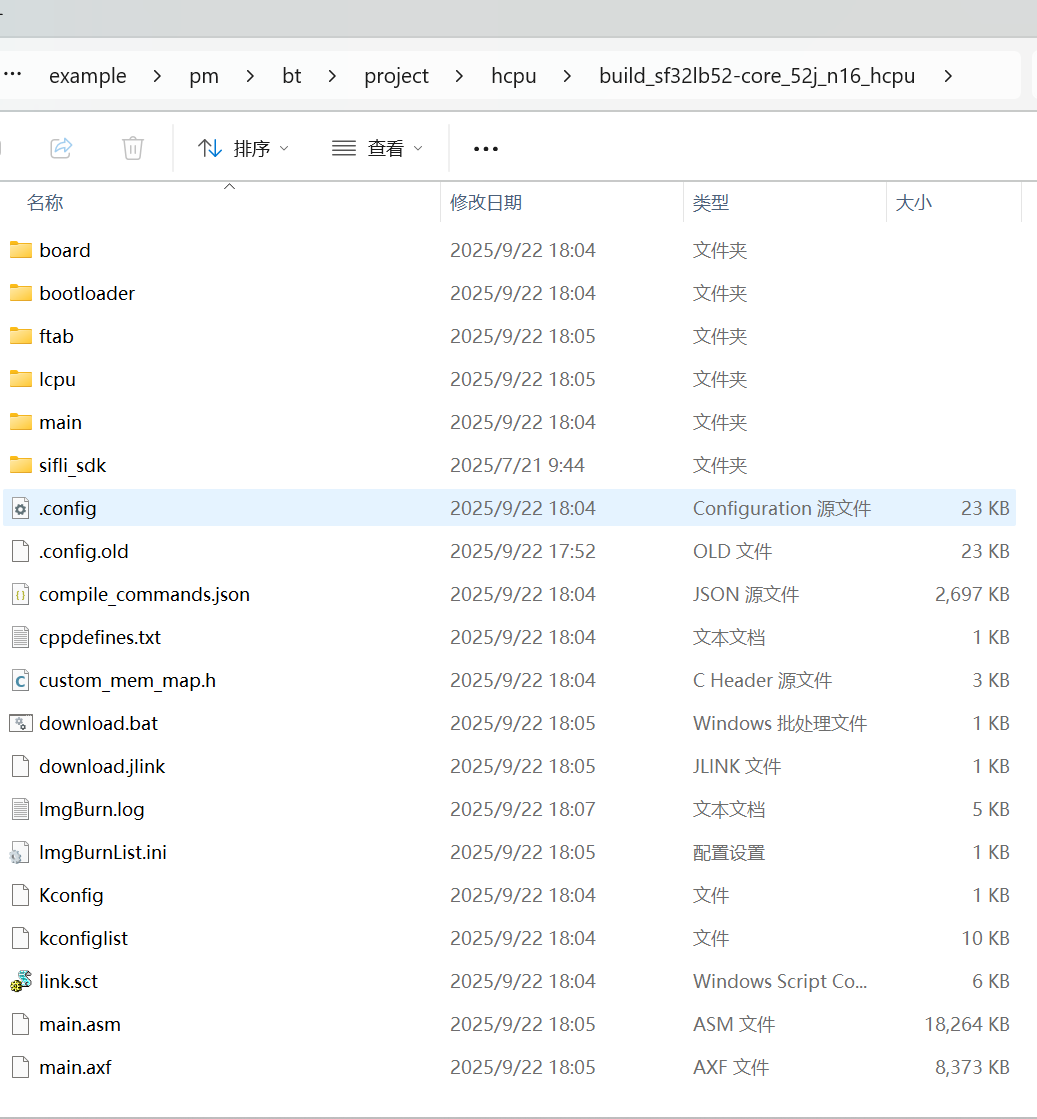 ··· example > pm > bt > project > hcpu > build_sf32lb52-core_52j_n16_hcpu >
排序 查看 ···
名称 修改日期 类型 大小
board 2025/9/22 18:04 文件夹
bootloader 2025/9/22 18:04 文件夹
ftab 2025/9/22 18:05 文件夹
lcpu 2025/9/22 18:05 文件夹
main 2025/9/22 18:04 文件夹
sifli_sdk 2025/7/21 9:44 文件夹
.config 2025/9/22 18:04 Configuration 源文件 23 KB
.config.old 2025/9/22 17:52 OLD 文件 23 KB
compile_commands.json 2025/9/22 18:04 JSON 源文件 2,697 KB
cppdefines.txt 2025/9/22 18:04 文本文档 1 KB
custom_mem_map.h 2025/9/22 18:04 C Header 源文件 3 KB
download.bat 2025/9/22 18:05 Windows 批处理文件 1 KB
download.jlink 2025/9/22 18:05 JLINK 文件 1 KB
ImgBurn.log 2025/9/22 18:07 文本文档 5 KB
ImgBurnList.ini 2025/9/22 18:05 配置设置 1 KB
Kconfig 2025/9/22 18:04 文件 1 KB
kconfiglist 2025/9/22 18:04 文件 10 KB
link.sct 2025/9/22 18:04 Windows Script Co... 6 KB
main.asm 2025/9/22 18:05 ASM 文件 18,264 KB
main.axf 2025/9/22 18:05 AXF 文件 8,373 KB